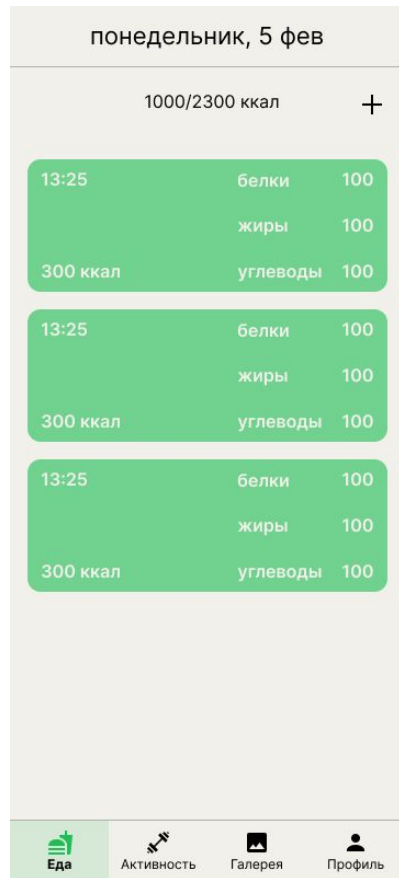 понедельник, 5 фев
1000/2300 ккал +
13:25 белки 100
жиры 100
300 ккал углеводы 100
13:25 белки 100
жиры 100
300 ккал углеводы 100
13:25 белки 100
жиры 100
300 ккал углеводы 100
Еда Активность Галерея Профиль